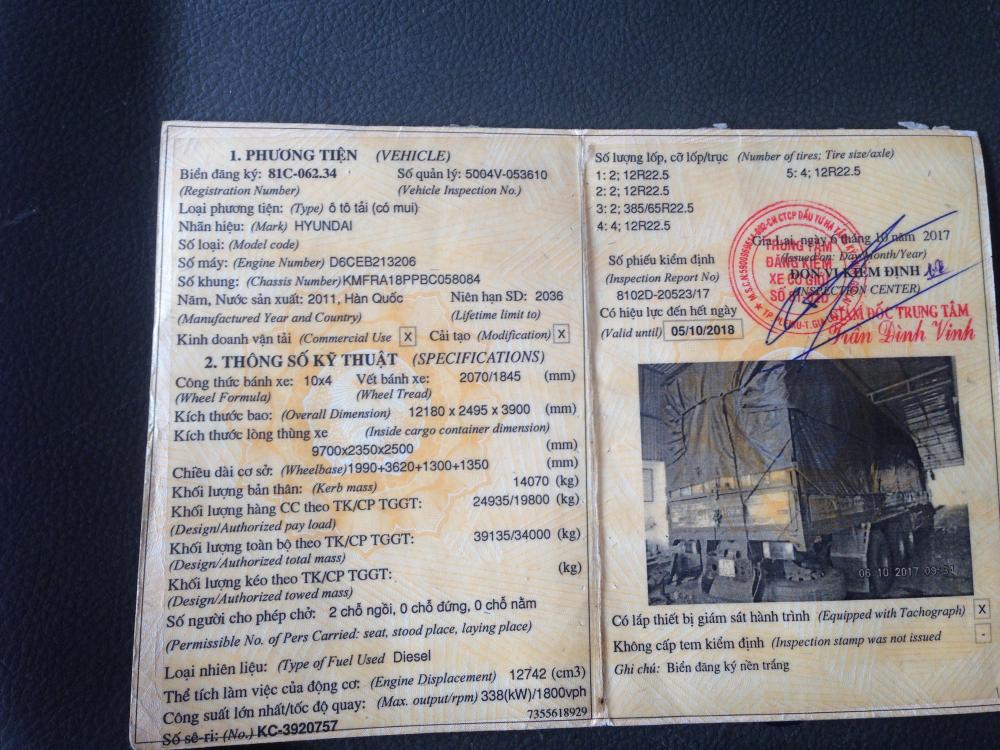 1. PHƯƠNG TIỆN (VEHICLE)
Biển đăng ký: 81C-062.34 Số quản lý: 5004V-053610
(Registration Number) (Vehicle Inspection No.)
Loại phương tiện: (Type) ô tô tải (có mui)
Nhãn hiệu: (Mark) HYUNDAI
Số loại: (Model code)
Số máy: (Engine Number) D6CEB213206
Số khung: (Chassis Number) KMFRA18PPBC058084
Năm, Nước sản xuất: 2011, Hàn Quốc Niên hạn SD: 2036
(Manufactured Year and Country) (Lifetime limit to)
Kinh doanh vận tải (Commercial Use X Cải tạo (Modification) X
2. THÔNG SỐ KỸ THUẬT (SPECIFICATIONS)
Công thức bánh xe: 10x4 Vết bánh xe: 2070/1845 (mm)
(Wheel Formula) (Wheel Tread)
Kích thước bao: (Overall Dimension) 12180 x 2495 x 3900 (mm)
Kích thước lòng thùng xe (Inside cargo container dimension)
9700x2350x2500 (mm)
Chiều dài cơ sở: (Wheelbase) 1990+3620+1300+1350 (mm)
Khối lượng bản thân: (Kerb mass) 14070 (kg)
Khối lượng hàng CC theo TK/CP TGGT: 24935/19800 (kg)
(Design/Authorized pay load)
Khối lượng toàn bộ theo TK/CP TGGT: 39135/34000 (kg)
(Design/Authorized total mass)
Khối lượng kéo theo TK/CP TGGT: (kg)
(Design/Authorized towed mass)
Số người cho phép chở: 2 chỗ ngồi, 0 chỗ đứng, 0 chỗ nằm
(Permissible No. of Pers Carried: seat, stood place, laying place)
Loại nhiên liệu: (Type of Fuel Used Diesel
Thể tích làm việc của động cơ: (Engine Displacement) 12742 (cm3)
Công suất lớn nhất/tốc độ quay: (Max. output/rpm) 338(kW)/1800vph
7355618929
Số sê-ri: (No.) KC-3920757
Số lượng lốp, cỡ lốp/trục (Number of tires; Tire size/axle)
1: 2; 12R22.5 5: 4; 12R22.5
2: 2; 12R22.5
3: 2; 385/65R22.5
4: 4; 12R22.5
Gia Lai, ngày 6 tháng 10 năm 2017
(Issued on: Day/Month/Year)
Số phiếu kiểm định ĐƠN VỊ KIỂM ĐỊNH
(Inspection Report No) (INSPECTION CENTER)
8102D-20523/17
TRUNG TÂM
ĐĂNG KIỂM
XE CƠ GIỚI
GIÁM ĐỐC TRUNG TÂM
Trần Đình Vinh
Có hiệu lực đến hết ngày
(Valid until) 05/10/2018
06 10 2017 09:31
Có lắp thiết bị giám sát hành trình (Equipped with Tachograph) X
Không cấp tem kiểm định (Inspection stamp was not issued -
Ghi chú: Biển đăng ký nền trắng